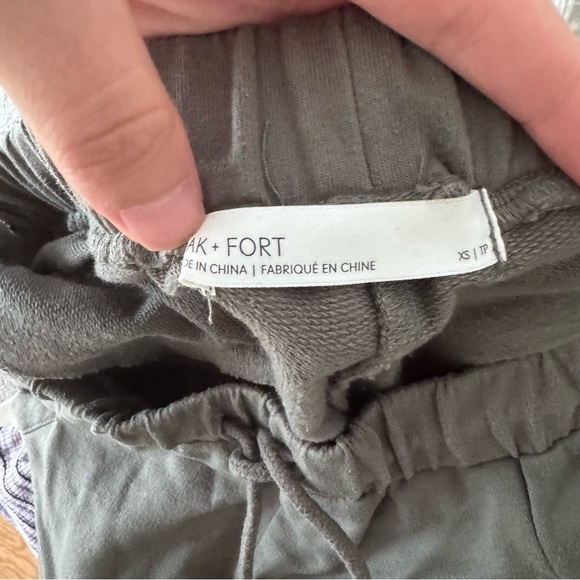 AK + FORT
DE IN CHINA | FABRIQUÉ EN CHINE
XS | TP